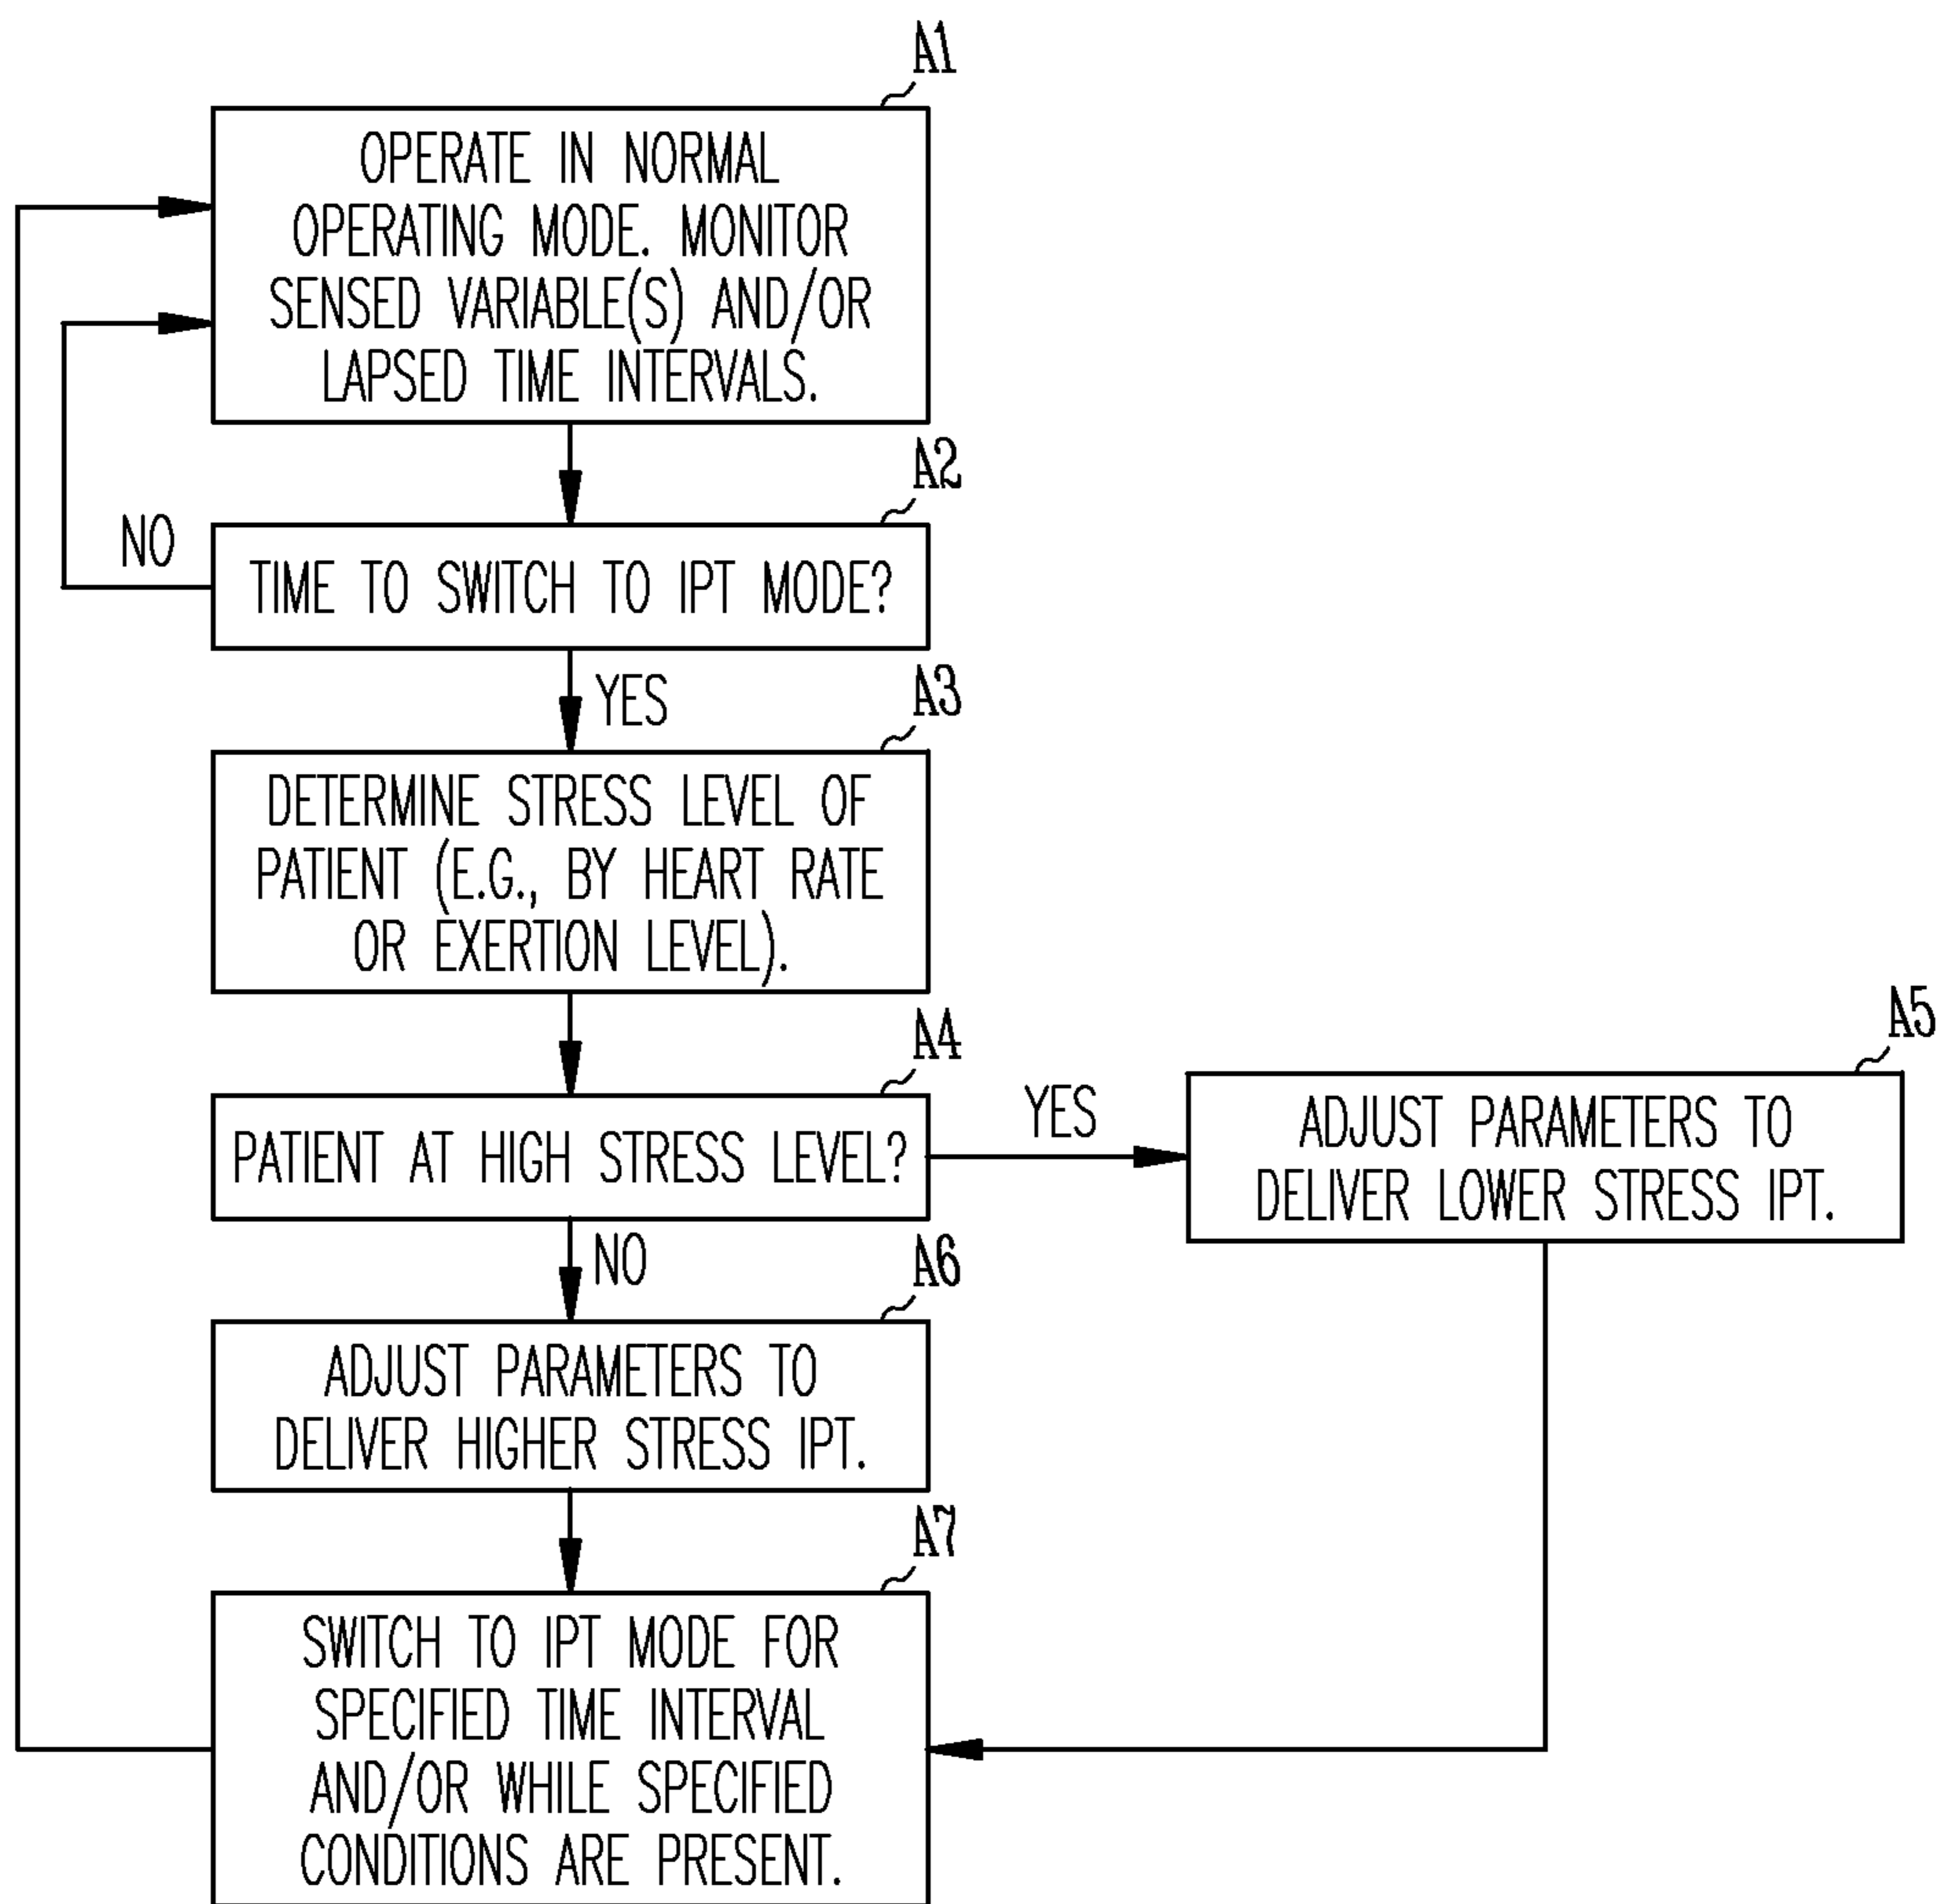 A1
OPERATE IN NORMAL
OPERATING MODE. MONITOR
SENSED VARIABLE(S) AND/OR
LAPSED TIME INTERVALS.
A2
NO
TIME TO SWITCH TO IPT MODE?
YES
A3
DETERMINE STRESS LEVEL OF
PATIENT (E.G., BY HEART RATE
OR EXERTION LEVEL).
A4
PATIENT AT HIGH STRESS LEVEL?
YES
A5
ADJUST PARAMETERS TO
DELIVER LOWER STRESS IPT.
NO
A6
ADJUST PARAMETERS TO
DELIVER HIGHER STRESS IPT.
A7
SWITCH TO IPT MODE FOR
SPECIFIED TIME INTERVAL
AND/OR WHILE SPECIFIED
CONDITIONS ARE PRESENT.